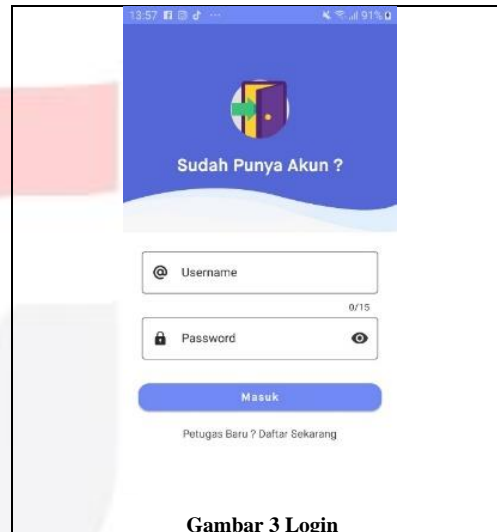 13:57 91%
Sudah Punya Akun ?
@ Username
0/15
Password
Masuk
Petugas Baru ? Daftar Sekarang
Gambar 3 Login